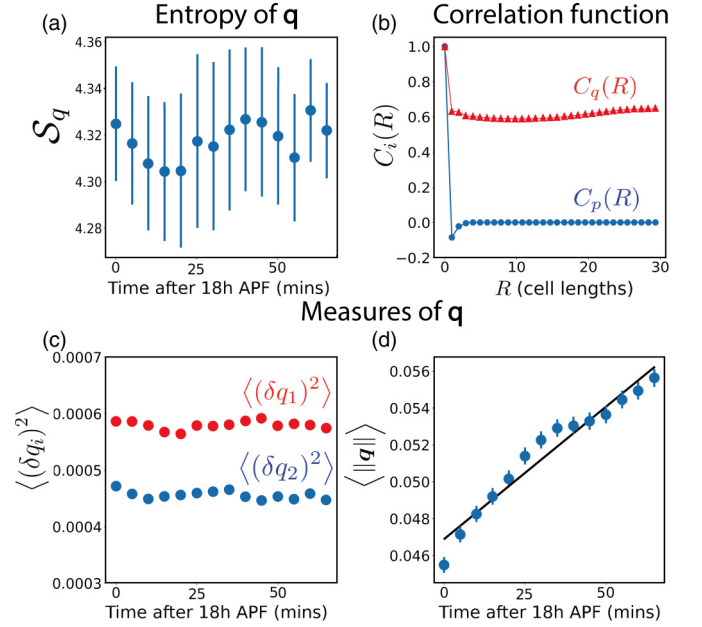 Entropy of q
Correlation function
(a)
(b)
4.36
4.34
4.32
4.30
4.28
𝒮_q
0
25
50
Time after 18h APF (mins)
1.0
0.8
0.6
0.4
0.2
0.0
−0.2
C_i(R)
C_q(R)
C_p(R)
0
10
20
30
R (cell lengths)
Measures of q
(c)
(d)
0.0007
0.0006
0.0005
0.0004
0.0003
⟨(δq_i)^2⟩
⟨(δq_1)^2⟩
⟨(δq_2)^2⟩
0
25
50
Time after 18h APF (mins)
0.056
0.054
0.052
0.050
0.048
0.046
⟨‖q‖⟩
0
25
50
Time after 18h APF (mins)